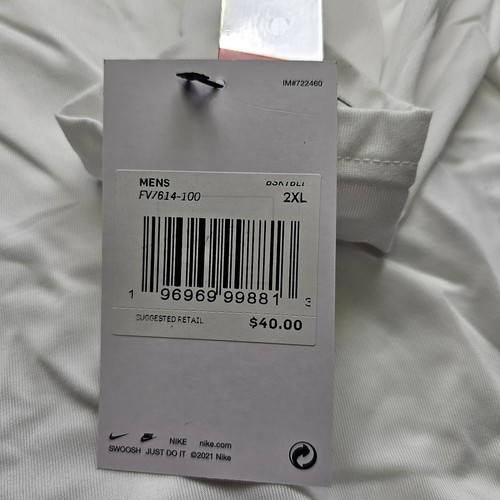 IM#722460
MENS BSKTBLL
FV7614-100 2XL
1 96969 99881 3
SUGGESTED RETAIL $40.00
NIKE nike.com
SWOOSH JUST DO IT ©2021 Nike